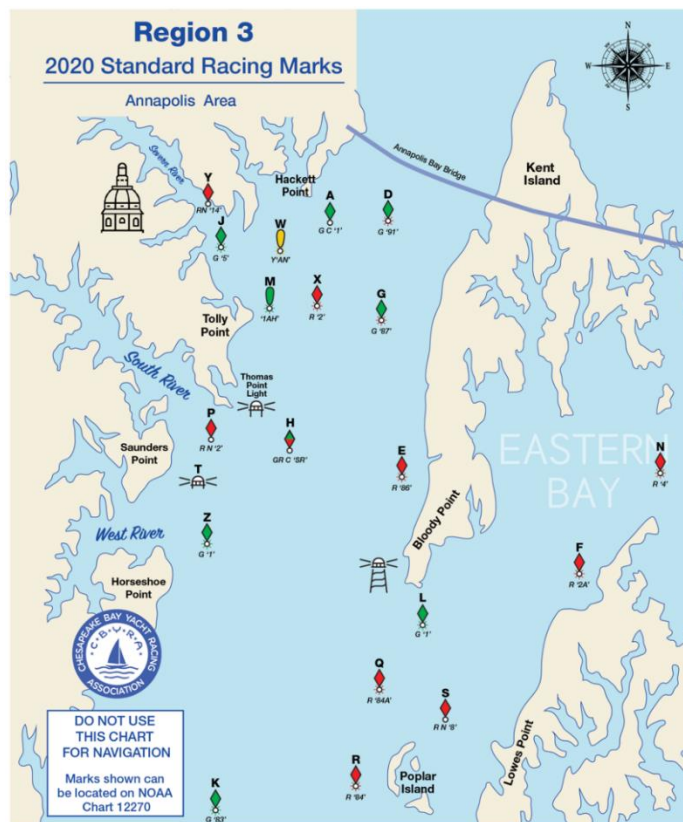 Region 3
2020 Standard Racing Marks
Annapolis Area
N
W
E
S
Annapolis Bay Bridge
Kent
Island
Severn River
Hackett
Point
Y
RN '14'
A
G C '1'
D
G '91'
J
G '5'
W
Y'AN'
M
'1AH'
X
R '2'
G
G '87'
Tolly
Point
South River
Thomas
Point
Light
P
R N '2'
H
GR C 'SR'
Saunders
Point
T
E
R '86'
EASTERN
BAY
N
R '4'
Bloody Point
West River
Z
G '1'
Horseshoe
Point
F
R '2A'
L
G '1'
CHESAPEAKE BAY YACHT RACING
C·B·Y·R·A
ASSOCIATION
Q
R '84A'
S
R N '8'
Lowes Point
DO NOT USE
THIS CHART
FOR NAVIGATION
Marks shown can
be located on NOAA
Chart 12270
R
R '84'
Poplar
Island
K
G '83'